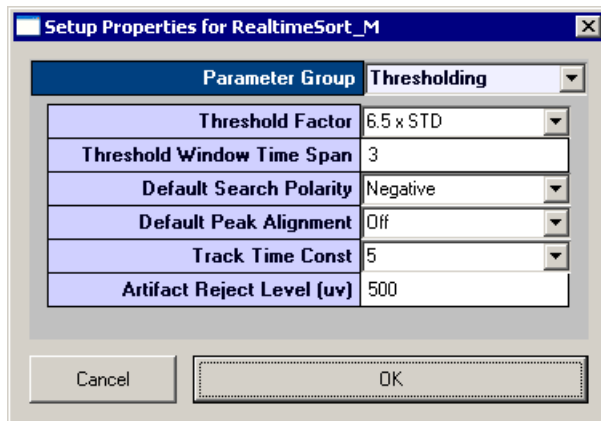 Setup Properties for RealtimeSort_M
Parameter Group Thresholding
Threshold Factor 6.5 x STD
Threshold Window Time Span 3
Default Search Polarity Negative
Default Peak Alignment Off
Track Time Const 5
Artifact Reject Level (uv) 500
Cancel OK